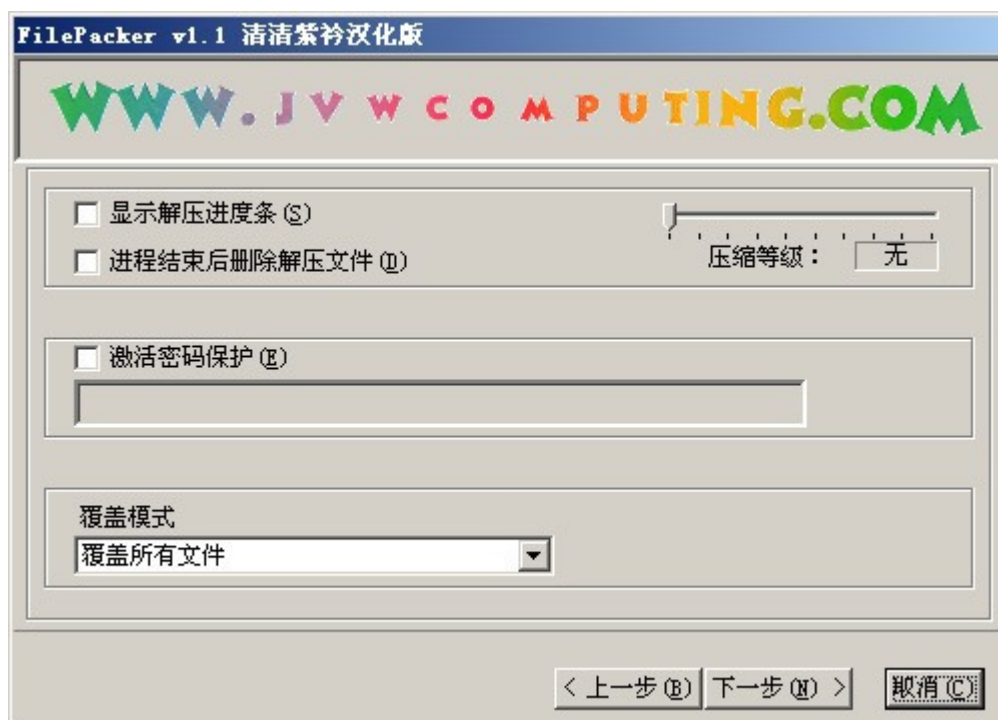 FilePacker v1.1 清清紫衿汉化版
WWW.JVWCOMPUTING.COM
显示解压进度条(S)
进程结束后删除解压文件(D)
压缩等级： 无
激活密码保护(E)
覆盖模式
覆盖所有文件
< 上一步(B) 下一步(N) > 取消(C)